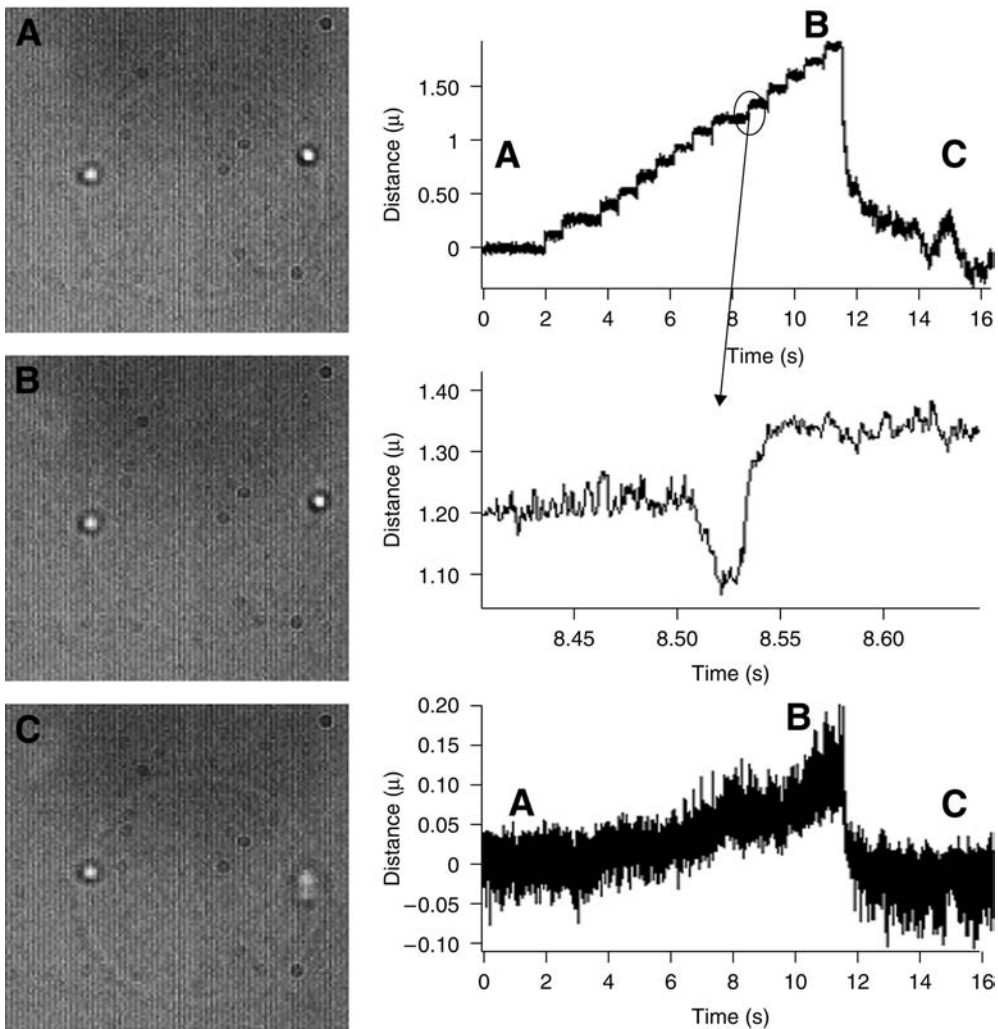 A
B
C
Distance (μ)
1.50
1
0.50
0
A
B
C
0 2 4 6 8 10 12 14 16
Time (s)
Distance (μ)
1.40
1.30
1.20
1.10
8.45 8.50 8.55 8.60
Time (s)
Distance (μ)
0.20
0.15
0.10
0.05
0
−0.05
−0.10
A
B
C
0 2 4 6 8 10 12 14 16
Time (s)